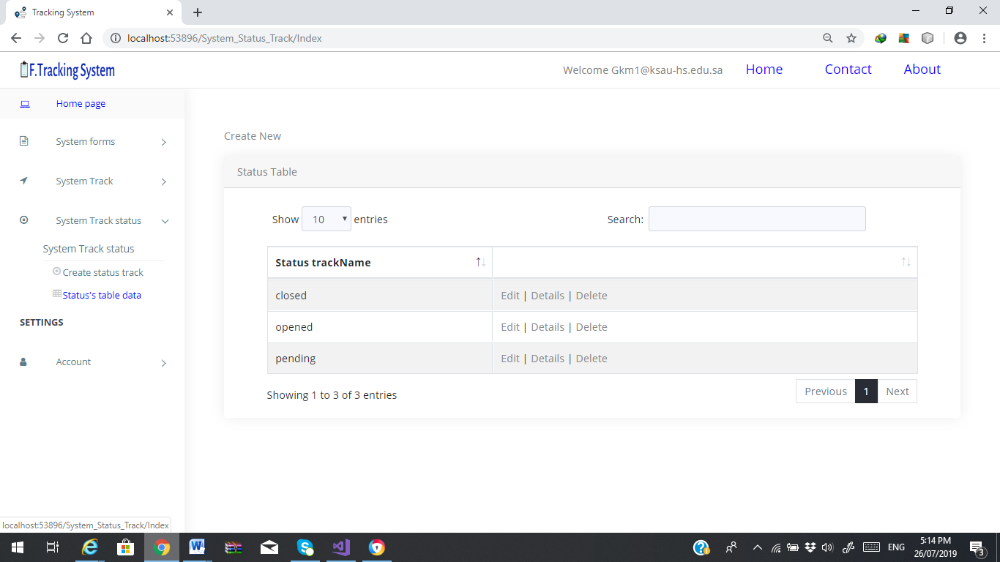 Tracking System
localhost:53896/System_Status_Track/Index
F.Tracking System
Welcome Gkm1@ksau-hs.edu.sa Home Contact About
Home page
System forms
System Track
System Track status
System Track status
Create status track
Status's table data
SETTINGS
Account
Create New
Status Table
Show 10 entries Search:
Status trackName
closed Edit | Details | Delete
opened Edit | Details | Delete
pending Edit | Details | Delete
Showing 1 to 3 of 3 entries Previous 1 Next
localhost:53896/System_Status_Track/Index
ENG 5:14 PM
26/07/2019 3